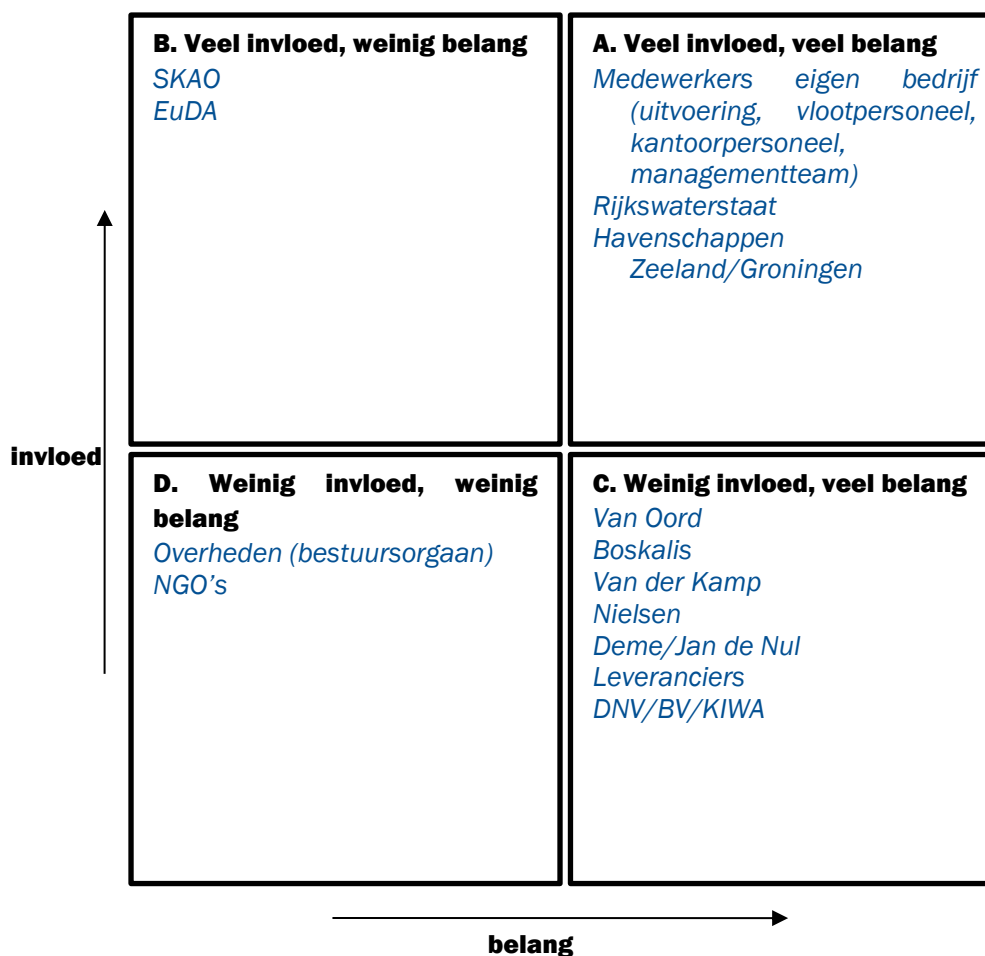 B. Veel invloed, weinig belang
SKAO
EuDA
A. Veel invloed, veel belang
Medewerkers eigen bedrijf
(uitvoering, vlootpersoneel,
kantoorpersoneel,
managementteam)
Rijkswaterstaat
Havenschappen
Zeeland/Groningen
invloed
D. Weinig invloed, weinig
belang
Overheden (bestuursorgaan)
NGO's
C. Weinig invloed, veel belang
Van Oord
Boskalis
Van der Kamp
Nielsen
Deme/Jan de Nul
Leveranciers
DNV/BV/KIWA
belang